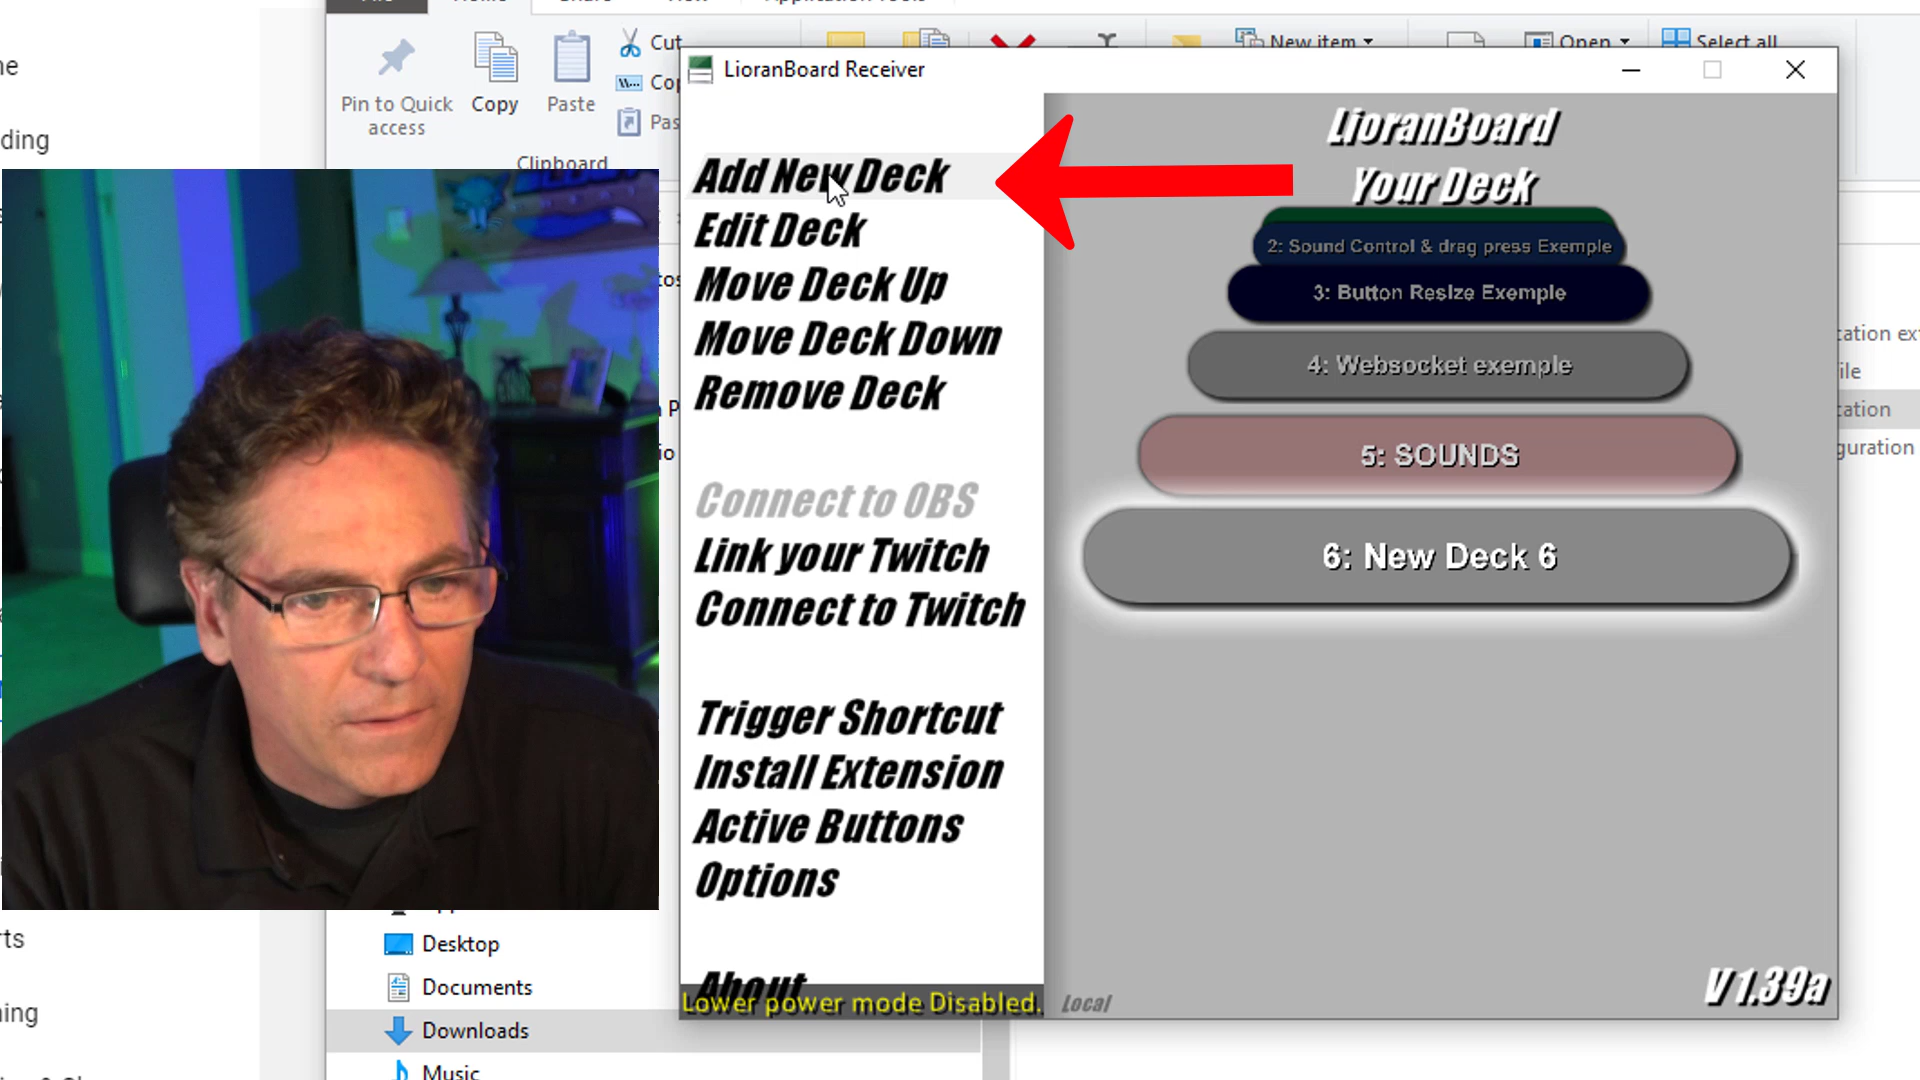 Home
Pin to Quick access
Copy
Paste
Cut
Clipboard
New item
Open
Select all
LioranBoard Receiver
Add New Deck
Edit Deck
Move Deck Up
Move Deck Down
Remove Deck
Connect to OBS
Link your Twitch
Connect to Twitch
Trigger Shortcut
Install Extension
Active Buttons
Options
About
Lower power mode Disabled.
LioranBoard
Your Deck
2: Sound Control & drag press Exemple
3: Button Resize Exemple
4: Websocket exemple
5: SOUNDS
6: New Deck 6
Local
V 1.39a
Desktop
Documents
Downloads
Music